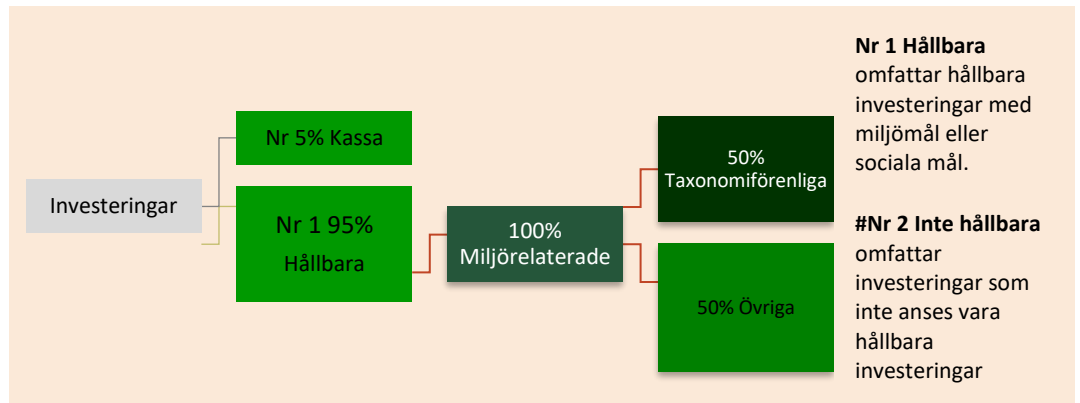 Investeringar
Nr 5% Kassa
Nr 1 95%
Hållbara
100%
Miljörelaterade
50%
Taxonomiförenliga
50% Övriga
Nr 1 Hållbara
omfattar hållbara
investeringar med
miljömål eller
sociala mål.
#Nr 2 Inte hållbara
omfattar
investeringar som
inte anses vara
hållbara
investeringar